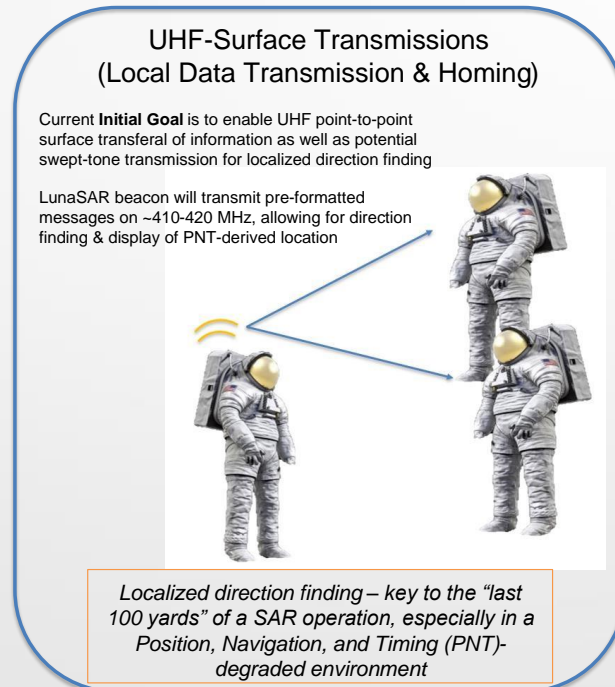 UHF-Surface Transmissions
(Local Data Transmission & Homing)
Current Initial Goal is to enable UHF point-to-point
surface transferal of information as well as potential
swept-tone transmission for localized direction finding
LunaSAR beacon will transmit pre-formatted
messages on ~410-420 MHz, allowing for direction
finding & display of PNT-derived location
Localized direction finding – key to the “last
100 yards” of a SAR operation, especially in a
Position, Navigation, and Timing (PNT)-
degraded environment